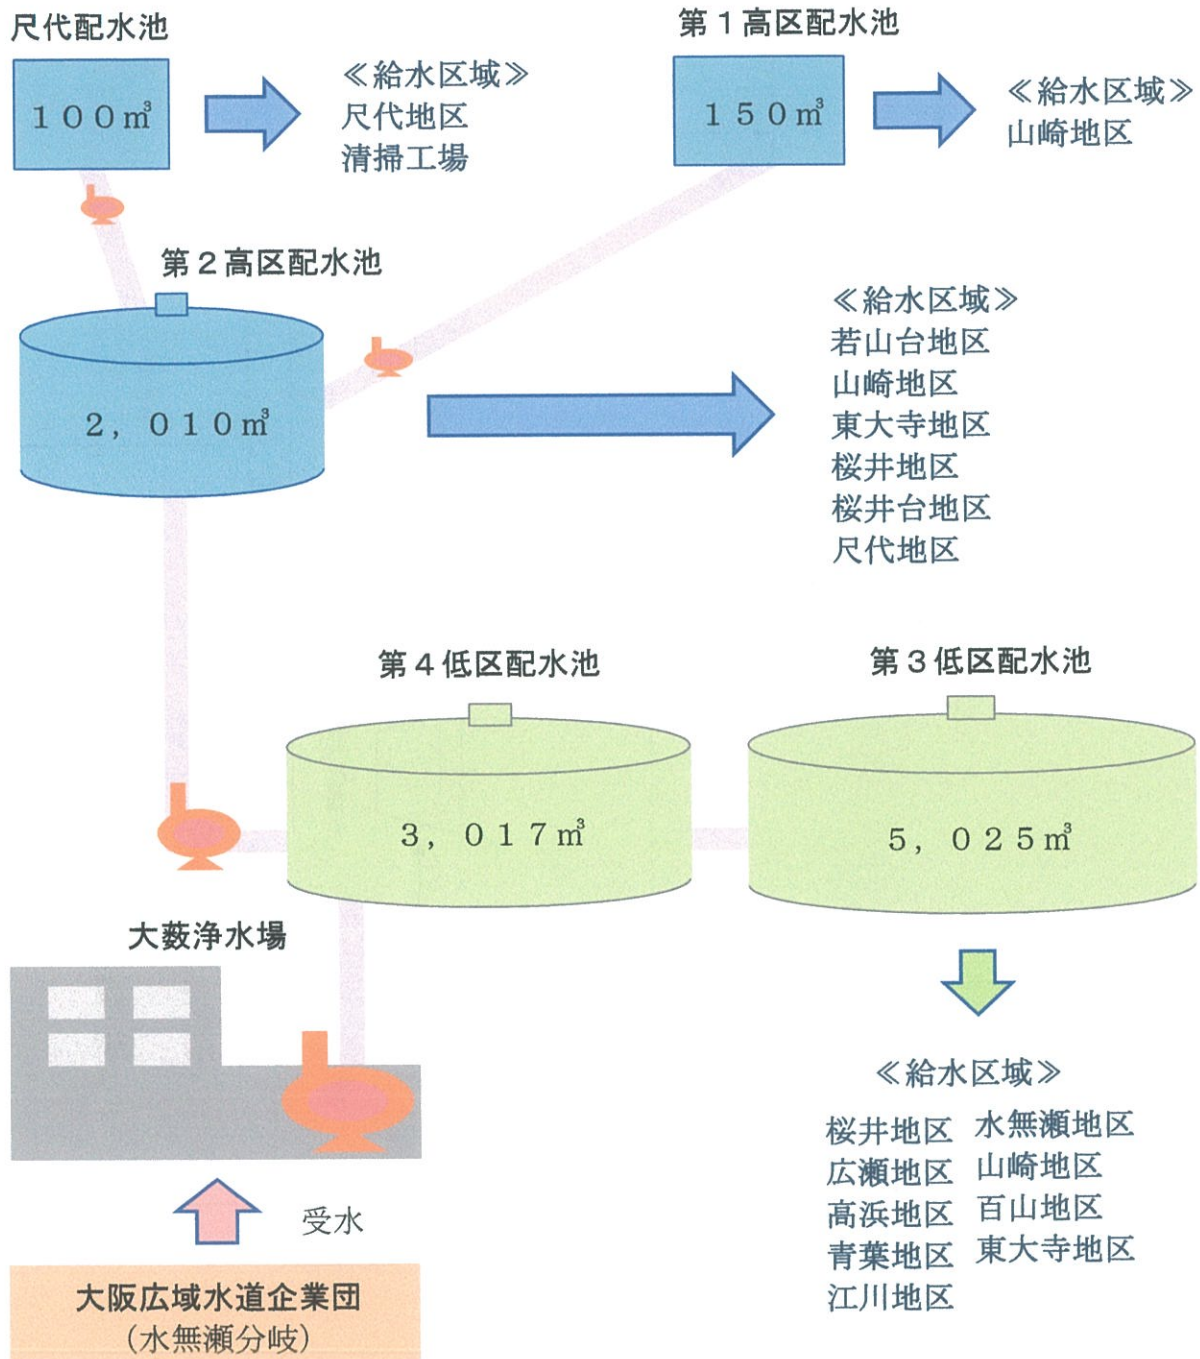 尺代配水池
100㎥
≪給水区域≫
尺代地区
清掃工場
第1高区配水池
150㎥
≪給水区域≫
山崎地区
第2高区配水池
2,010㎥
≪給水区域≫
若山台地区
山崎地区
東大寺地区
桜井地区
桜井台地区
尺代地区
第4低区配水池
3,017㎥
第3低区配水池
5,025㎥
≪給水区域≫
桜井地区
広瀬地区
高浜地区
青葉地区
江川地区
水無瀬地区
山崎地区
百山地区
東大寺地区
大薮浄水場
受水
大阪広域水道企業団
(水無瀬分岐)